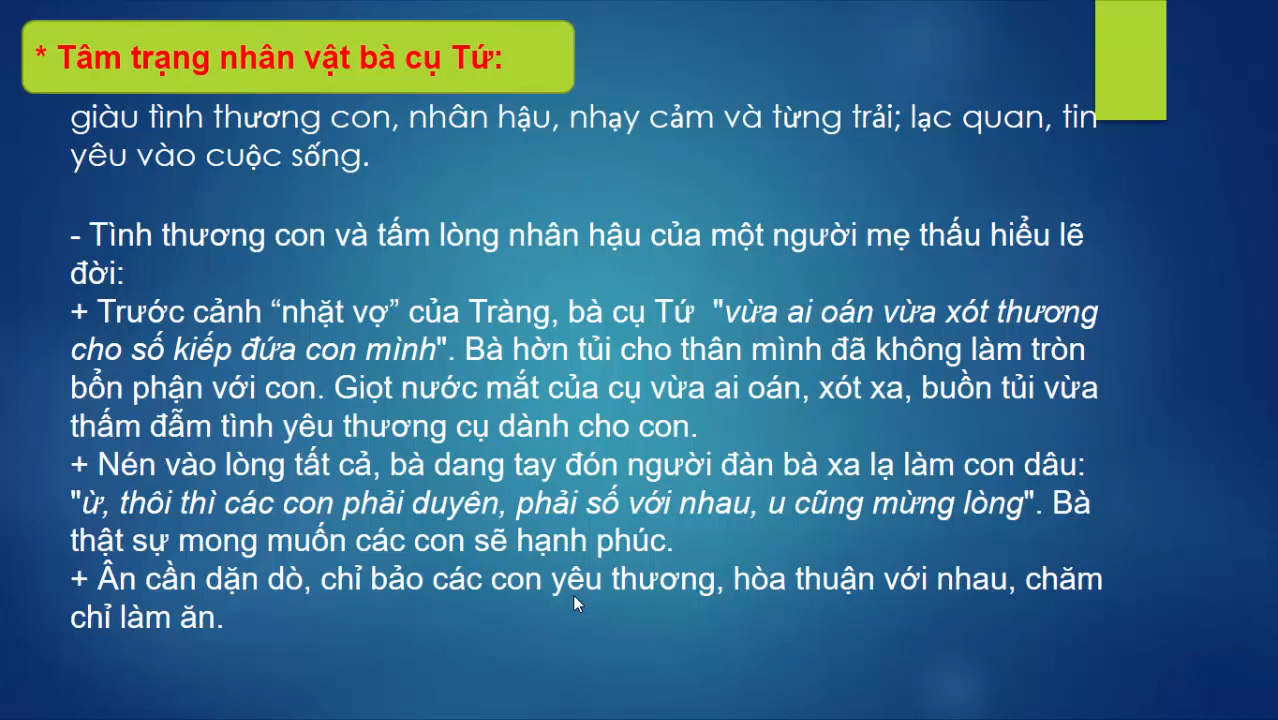 * Tâm trạng nhân vật bà cụ Tứ:
giàu tình thương con, nhân hậu, nhạy cảm và từng trải; lạc quan, tin
yêu vào cuộc sống.
- Tình thương con và tấm lòng nhân hậu của một người mẹ thấu hiểu lẽ
đời:
+ Trước cảnh “nhặt vợ” của Tràng, bà cụ Tứ "vừa ai oán vừa xót thương
cho số kiếp đứa con mình". Bà hờn tủi cho thân mình đã không làm tròn
bổn phận với con. Giọt nước mắt của cụ vừa ai oán, xót xa, buồn tủi vừa
thấm đẫm tình yêu thương cụ dành cho con.
+ Nén vào lòng tất cả, bà dang tay đón người đàn bà xa lạ làm con dâu:
"ừ, thôi thì các con phải duyên, phải số với nhau, u cũng mừng lòng". Bà
thật sự mong muốn các con sẽ hạnh phúc.
+ Ân cần dặn dò, chỉ bảo các con yêu thương, hòa thuận với nhau, chăm
chỉ làm ăn.